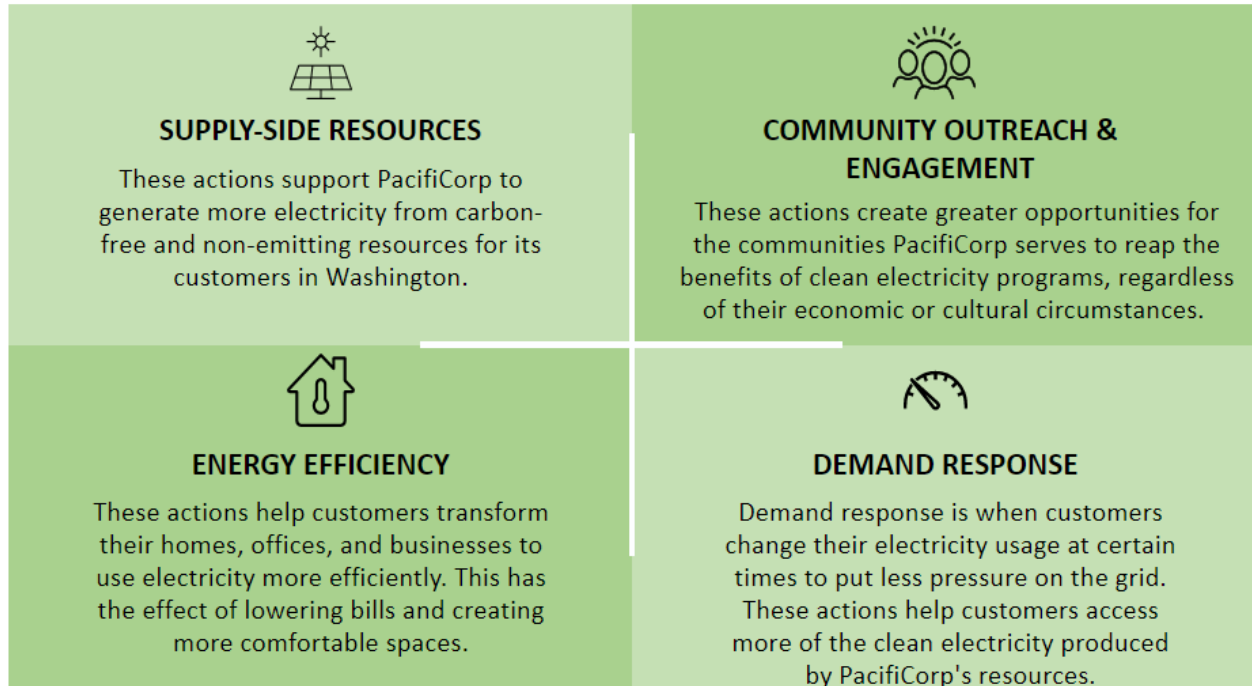 SUPPLY-SIDE RESOURCES
These actions support PacifiCorp to
generate more electricity from carbon-
free and non-emitting resources for its
customers in Washington.
COMMUNITY OUTREACH &
ENGAGEMENT
These actions create greater opportunities for
the communities PacifiCorp serves to reap the
benefits of clean electricity programs, regardless
of their economic or cultural circumstances.
ENERGY EFFICIENCY
These actions help customers transform
their homes, offices, and businesses to
use electricity more efficiently. This has
the effect of lowering bills and creating
more comfortable spaces.
DEMAND RESPONSE
Demand response is when customers
change their electricity usage at certain
times to put less pressure on the grid.
These actions help customers access
more of the clean electricity produced
by PacifiCorp's resources.